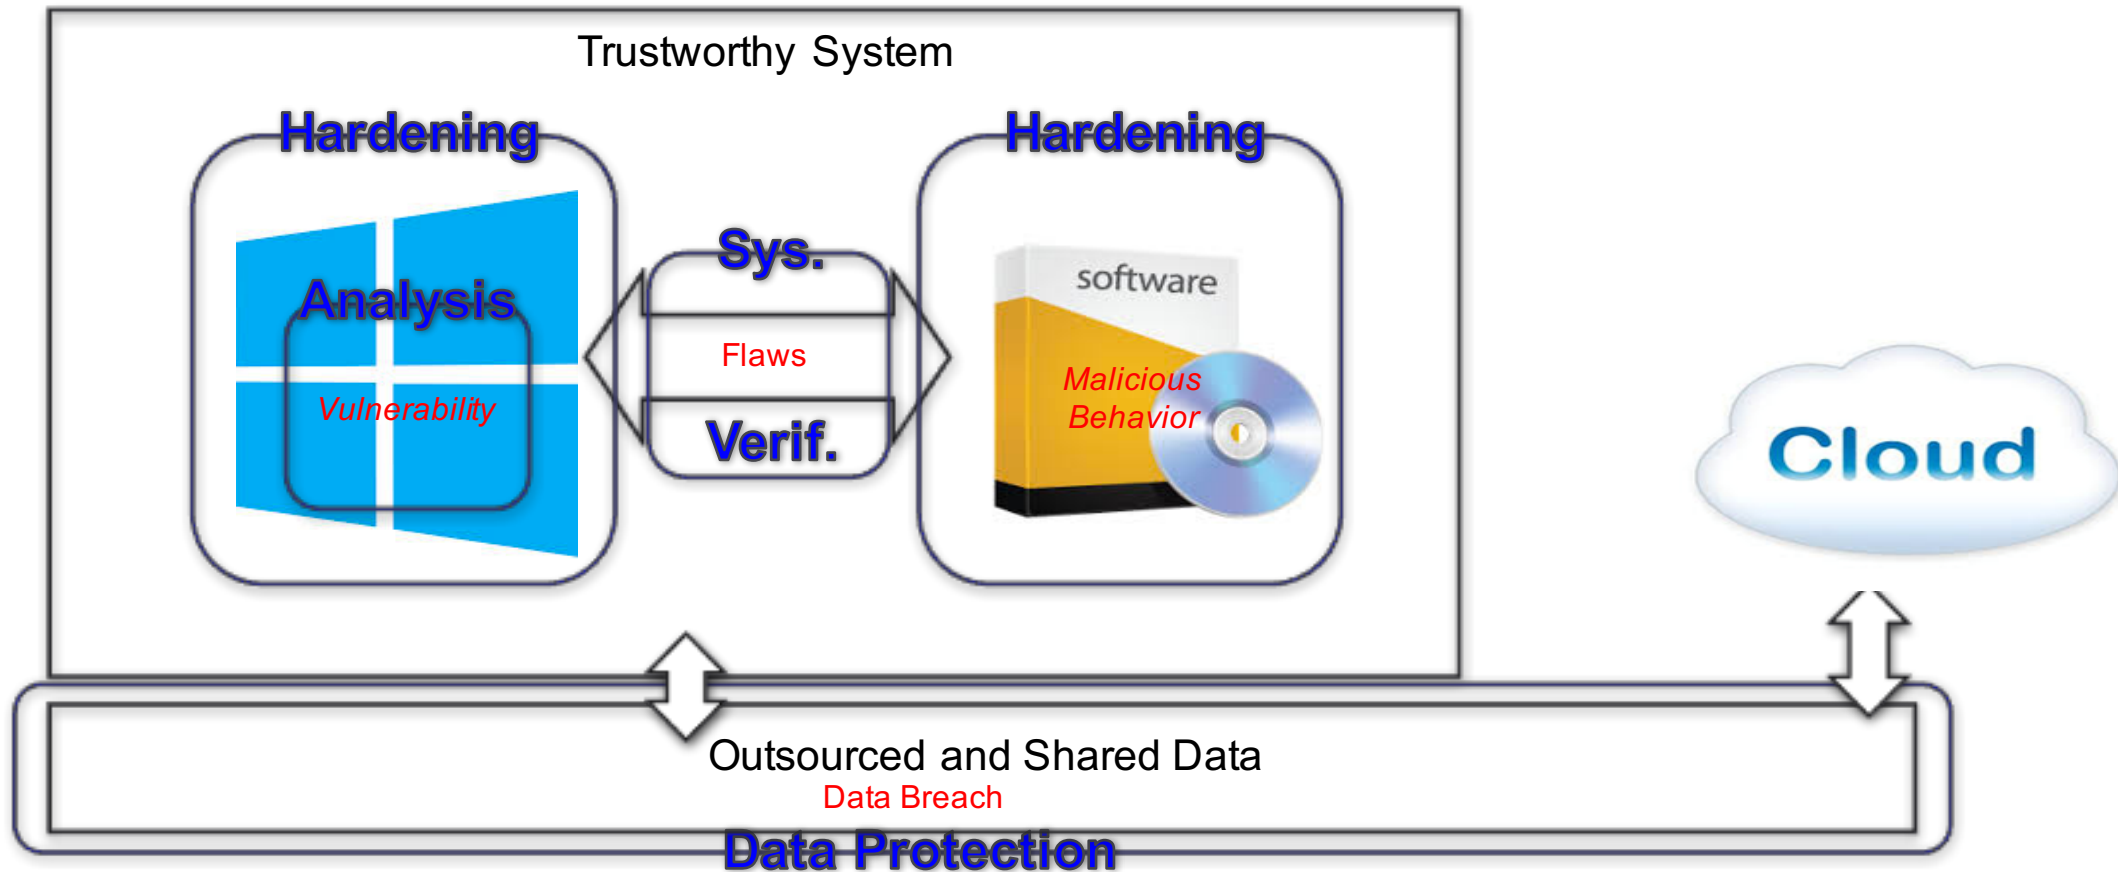 Trustworthy System
Hardening
Hardening
Sys.
software
Analysis
Flaws
Malicious
Behavior
Vulnerability
Verif.
Cloud
Outsourced and Shared Data
Data Breach
Data Protection